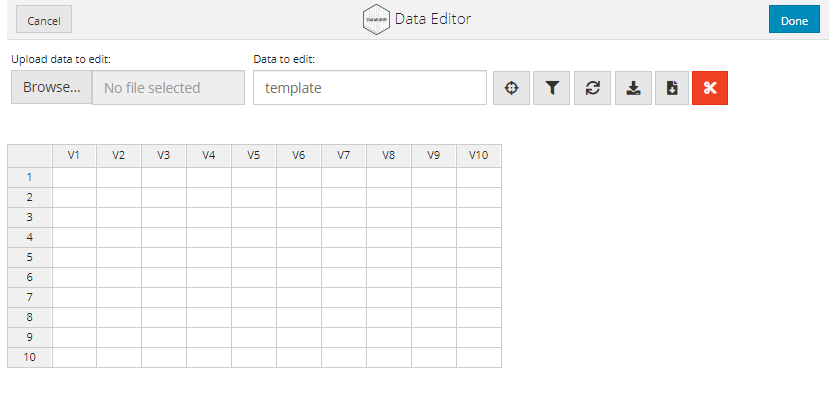 Cancel
DataEditR
Data Editor
Done
Upload data to edit:
Data to edit:
Browse...
No file selected
template
V1 V2 V3 V4 V5 V6 V7 V8 V9 V10
1
2
3
4
5
6
7
8
9
10